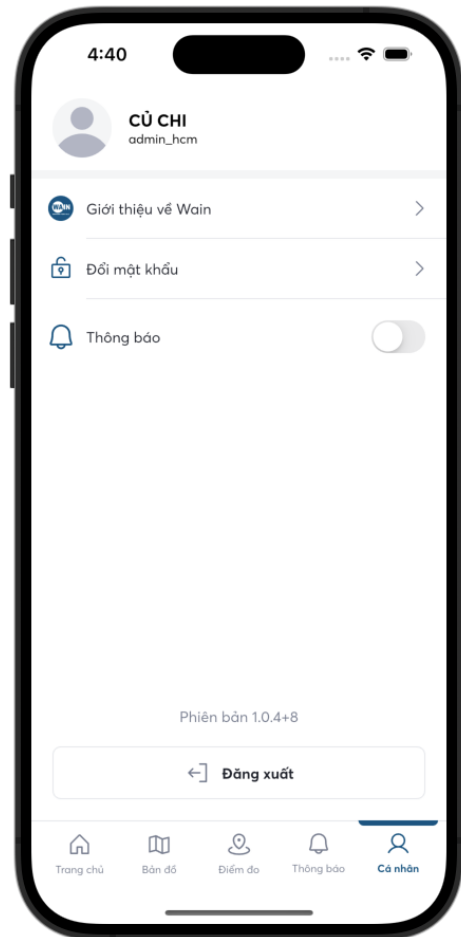 4:40
CỦ CHI
admin_hcm
WAIN
Giới thiệu về Wain
Đổi mật khẩu
Thông báo
Phiên bản 1.0.4+8
Đăng xuất
Trang chủ
Bản đồ
Điểm đo
Thông báo
Cá nhân